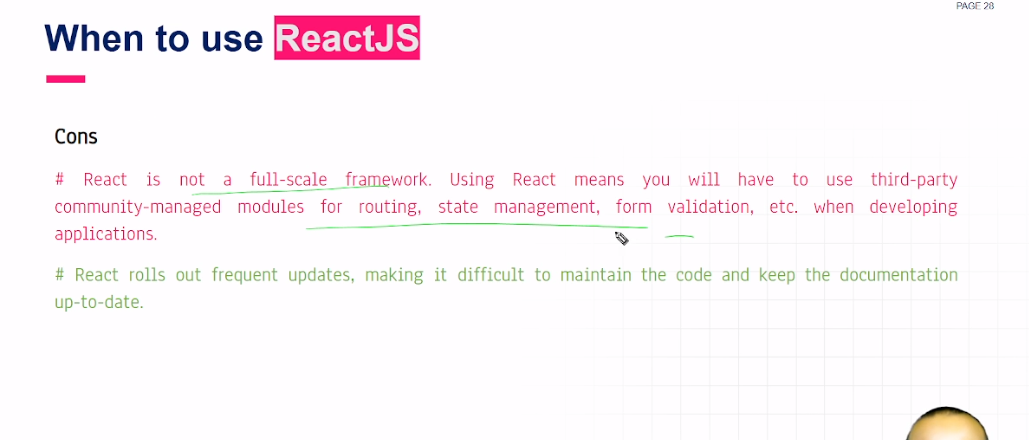 PAGE 28
When to use ReactJS
Cons
# React is not a full-scale framework. Using React means you will have to use third-party
community-managed modules for routing, state management, form validation, etc. when developing
applications.
# React rolls out frequent updates, making it difficult to maintain the code and keep the documentation
up-to-date.